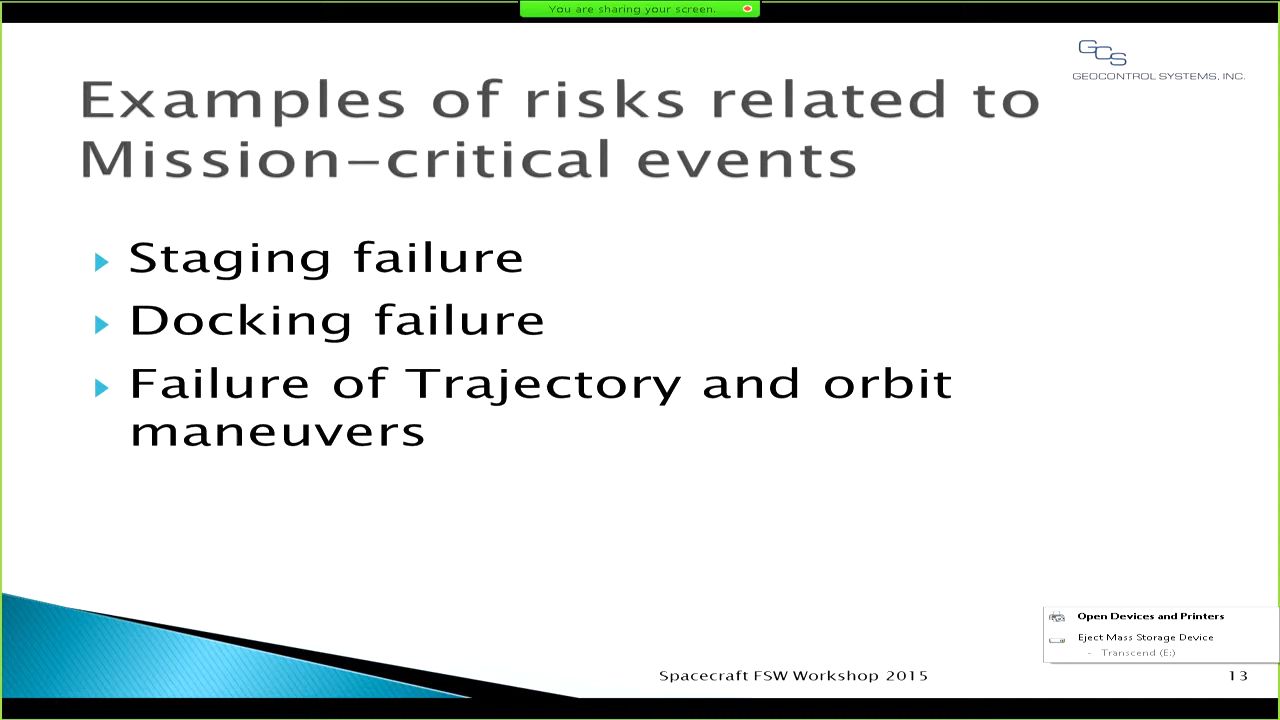 You are sharing your screen.
GCS
GEOCONTROL SYSTEMS, INC.
Examples of risks related to
Mission-critical events
Staging failure
Docking failure
Failure of Trajectory and orbit
maneuvers
Open Devices and Printers
Eject Mass Storage Device
- Transcend (E:)
Spacecraft FSW Workshop 2015
13